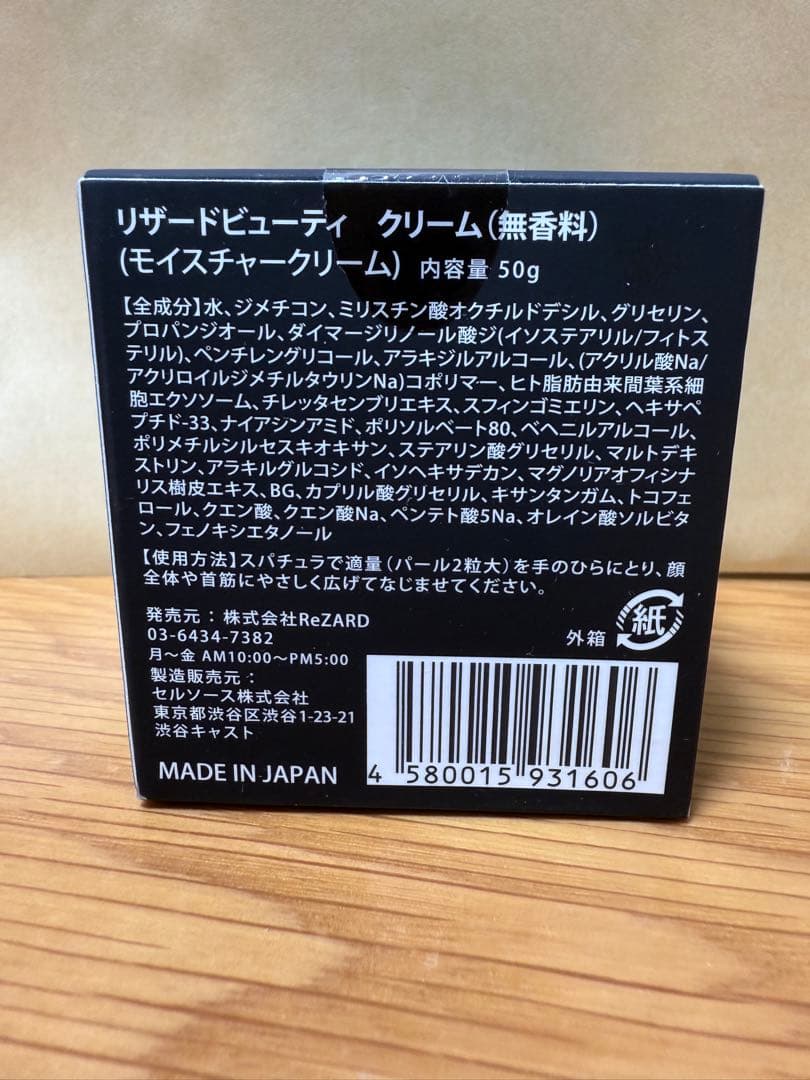 リザードビューティ　クリーム(無香料)
(モイスチャークリーム) 内容量 50g
【全成分】水、ジメチコン、ミリスチン酸オクチルドデシル、グリセリン、
プロパンジオール、ダイマージリノール酸ジ(イソステアリル/フィトス
テリル)、ペンチレングリコール、アラキジルアルコール、(アクリル酸Na/
アクリロイルジメチルタウリンNa)コポリマー、ヒト脂肪由来間葉系細
胞エクソソーム、チレッタセンブリエキス、スフィンゴミエリン、ヘキサペ
プチド-33、ナイアシンアミド、ポリソルベート80、ベヘニルアルコール、
ポリメチルシルセスキオキサン、ステアリン酸グリセリル、マルトデキ
ストリン、アラキルグルコシド、イソヘキサデカン、マグノリアオフィシナ
リス樹皮エキス、BG、カプリル酸グリセリル、キサンタンガム、トコフェ
ロール、クエン酸、クエン酸Na、ペンテト酸5Na、オレイン酸ソルビタ
ン、フェノキシエタノール
【使用方法】スパチュラで適量(パール2粒大)を手のひらにとり、顔
全体や首筋にやさしく広げてなじませてください。
発売元：株式会社ReZARD
03-6434-7382
月～金 AM10:00～PM5:00
製造販売元：
セルソース株式会社
東京都渋谷区渋谷1-23-21
渋谷キャスト
MADE IN JAPAN
外箱 紙
4 580015 931606